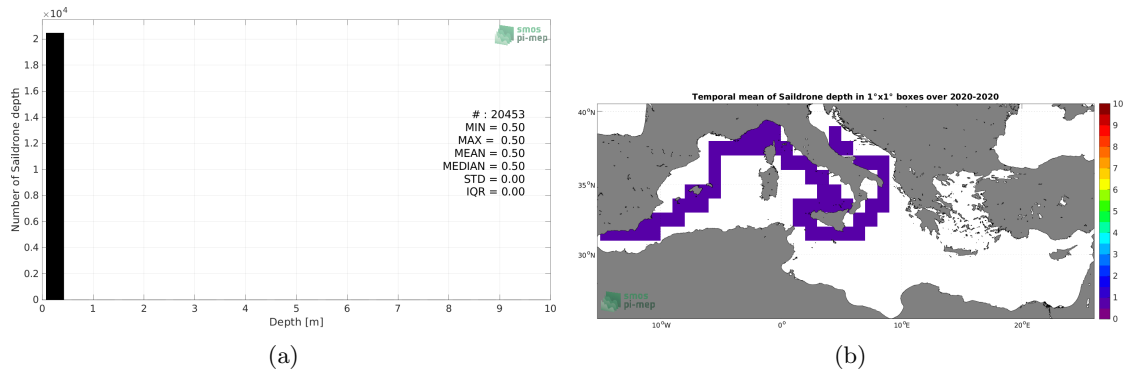 ×10⁴
2
1.8
1.6
1.4
1.2
1
0.8
0.6
0.4
0.2
0
Number of Saildrone depth
smos
pi-mep
# : 20453
MIN = 0.50
MAX = 0.50
MEAN = 0.50
MEDIAN = 0.50
STD = 0.00
IQR = 0.00
0 1 2 3 4 5 6 7 8 9 10
Depth [m]
(a)
Temporal mean of Saildrone depth in 1°x1° boxes over 2020-2020
40°N
35°N
30°N
10°W 0° 10°E 20°E
smos
pi-mep
10
9
8
7
6
5
4
3
2
1
0
(b)